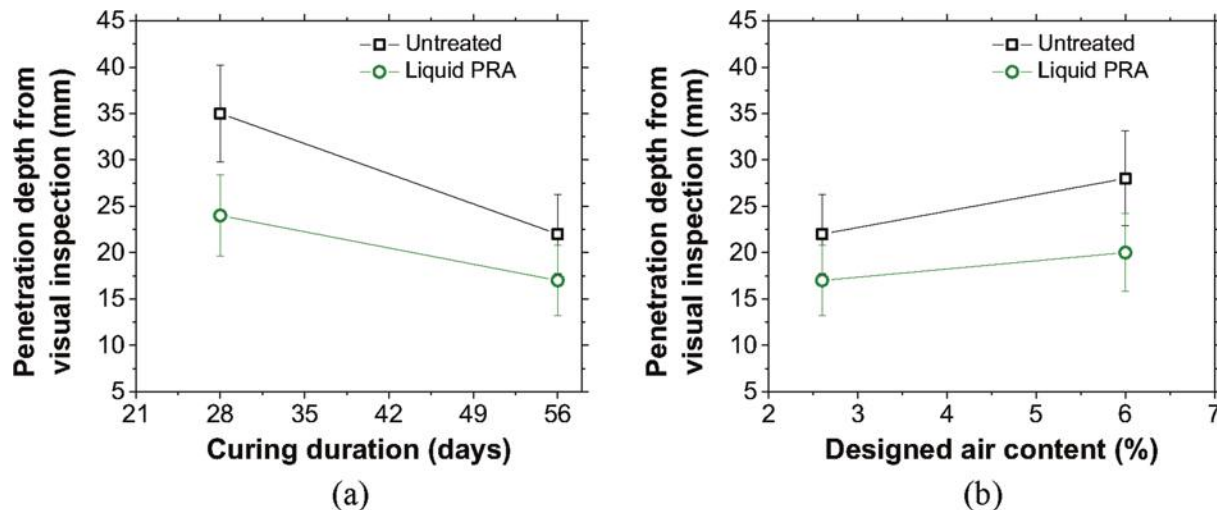 45
40
35
30
25
20
15
10
5
Penetration depth from
visual inspection (mm)
Untreated
Liquid PRA
21 28 35 42 49 56
Curing duration (days)
(a)
45
40
35
30
25
20
15
10
5
Penetration depth from
visual inspection (mm)
Untreated
Liquid PRA
2 3 4 5 6 7
Designed air content (%)
(b)